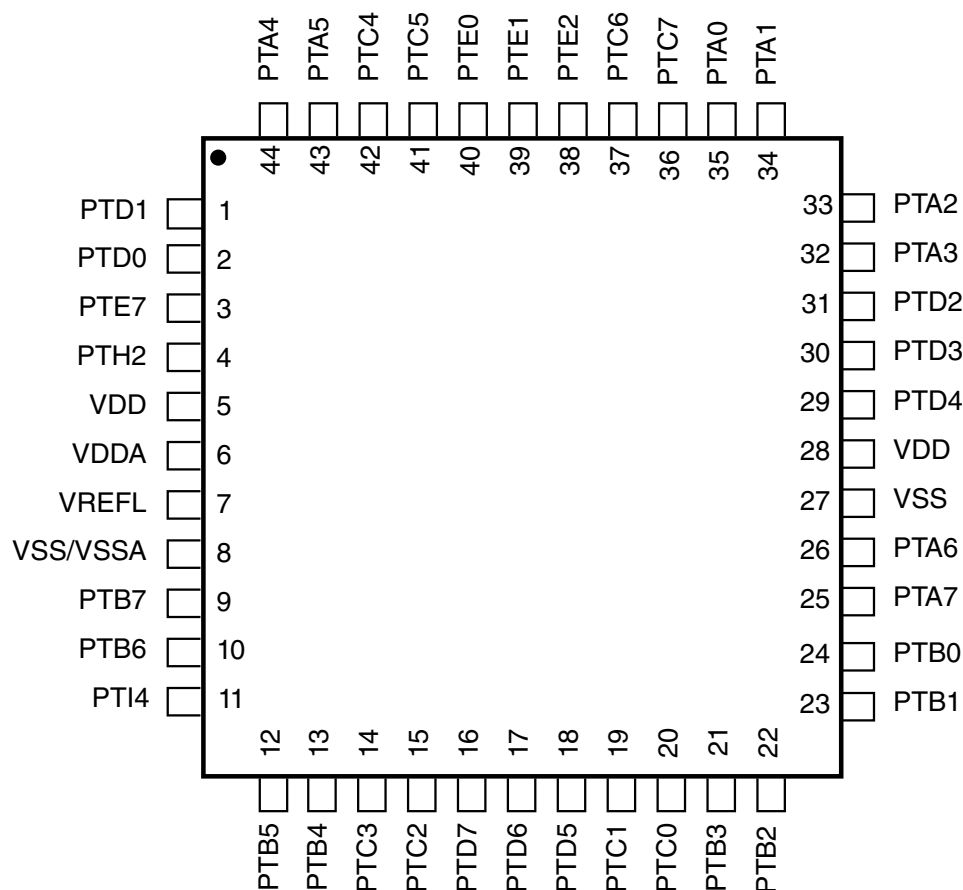 PTA4 PTA5 PTC4 PTC5 PTE0 PTE1 PTE2 PTC6 PTC7 PTA0 PTA1
44 43 42 41 40 39 38 37 36 35 34
PTD1 1 33 PTA2
PTD0 2 32 PTA3
PTE7 3 31 PTD2
PTH2 4 30 PTD3
VDD 5 29 PTD4
VDDA 6 28 VDD
VREFL 7 27 VSS
VSS/VSSA 8 26 PTA6
PTB7 9 25 PTA7
PTB6 10 24 PTB0
PTI4 11 23 PTB1
12 13 14 15 16 17 18 19 20 21 22
PTB5 PTB4 PTC3 PTC2 PTD7 PTD6 PTD5 PTC1 PTC0 PTB3 PTB2